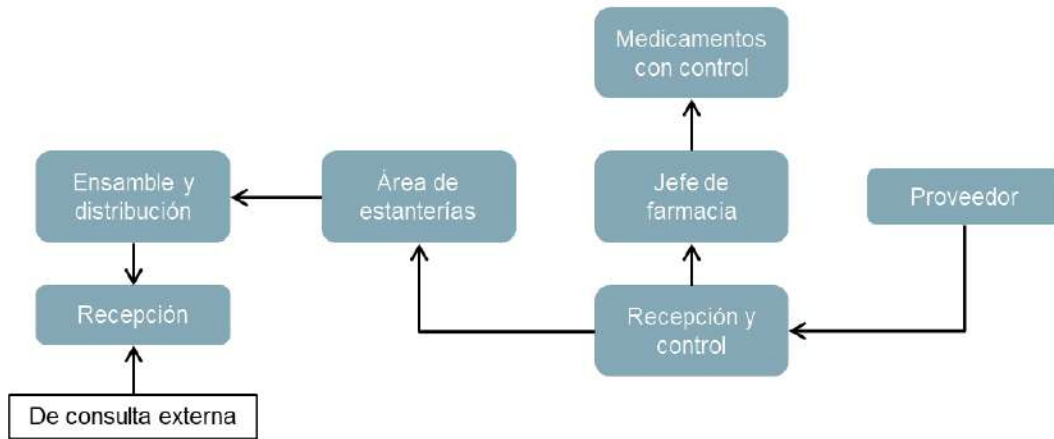 Medicamentos
con control
Ensamble y
distribución
Área de
estanterías
Jefe de
farmacia
Proveedor
Recepción
Recepción y
control
De consulta externa